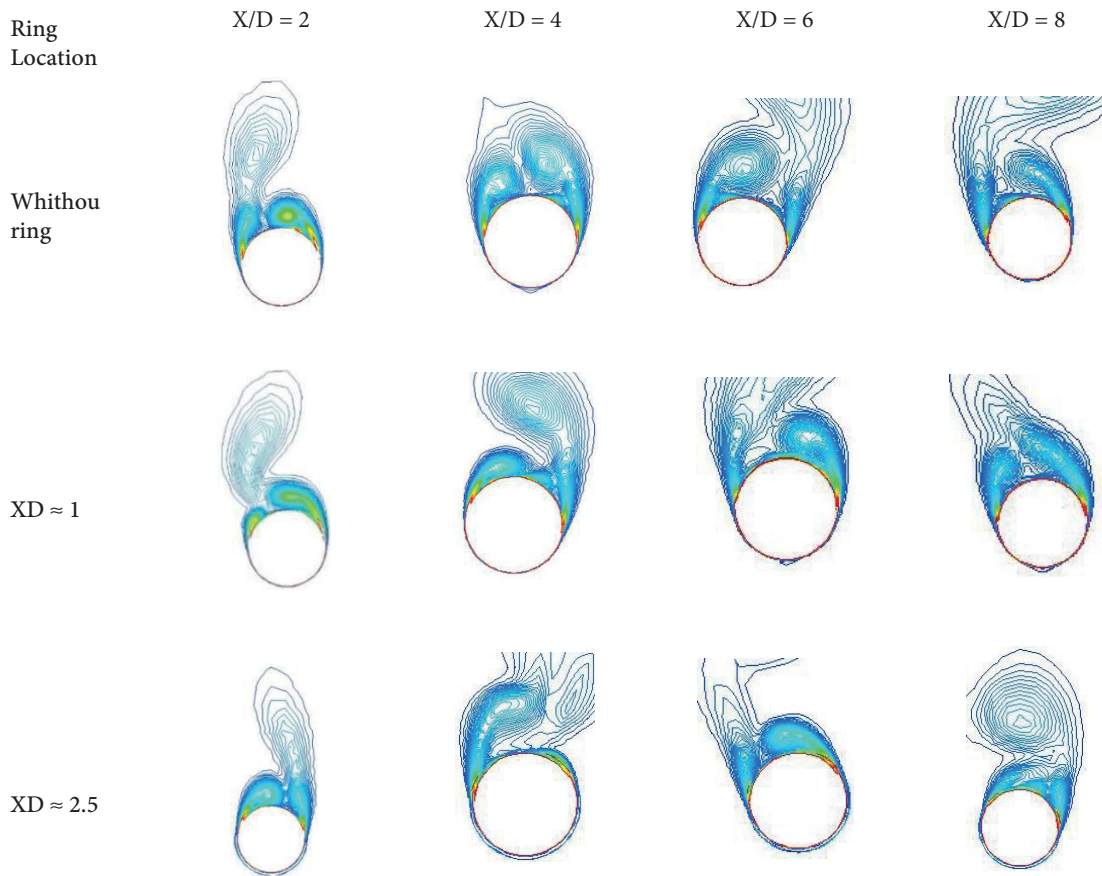 Ring
Location
X/D = 2
X/D = 4
X/D = 6
X/D = 8
Whithou
ring
XD ≈ 1
XD ≈ 2.5